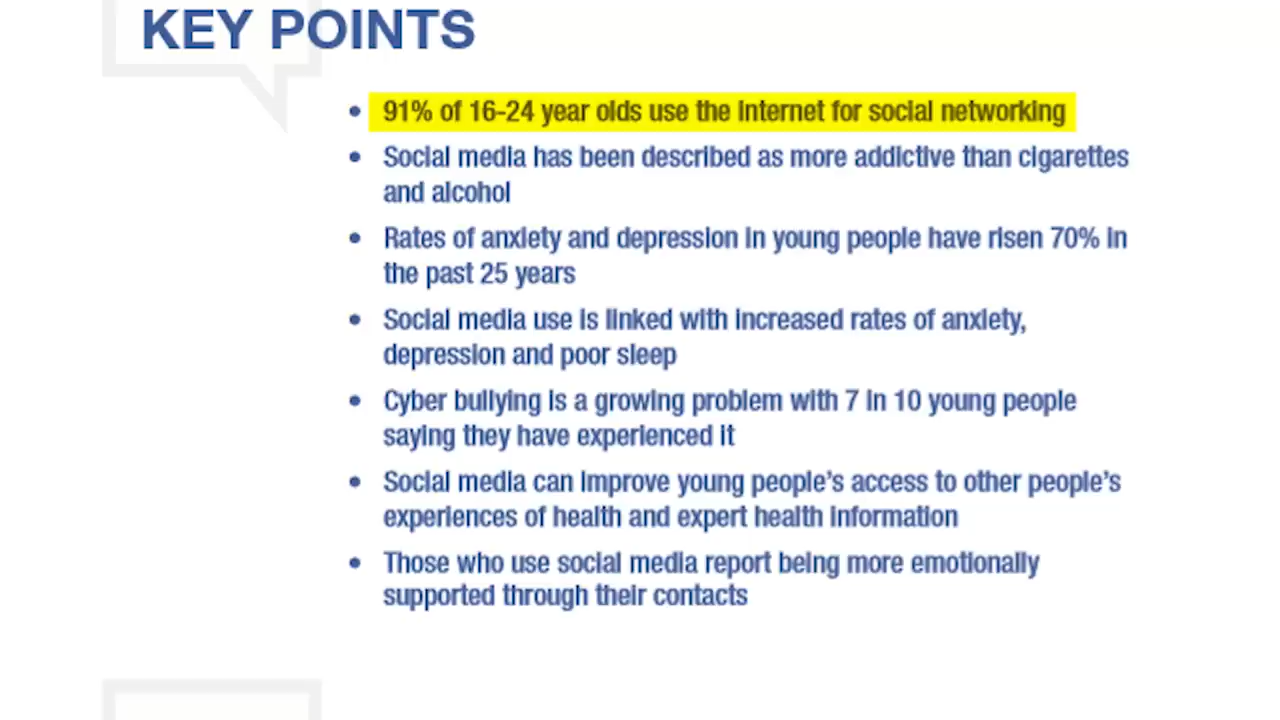 KEY POINTS
• 91% of 16-24 year olds use the internet for social networking
• Social media has been described as more addictive than cigarettes
and alcohol
• Rates of anxiety and depression in young people have risen 70% in
the past 25 years
• Social media use is linked with increased rates of anxiety,
depression and poor sleep
• Cyber bullying is a growing problem with 7 in 10 young people
saying they have experienced it
• Social media can improve young people's access to other people's
experiences of health and expert health information
• Those who use social media report being more emotionally
supported through their contacts